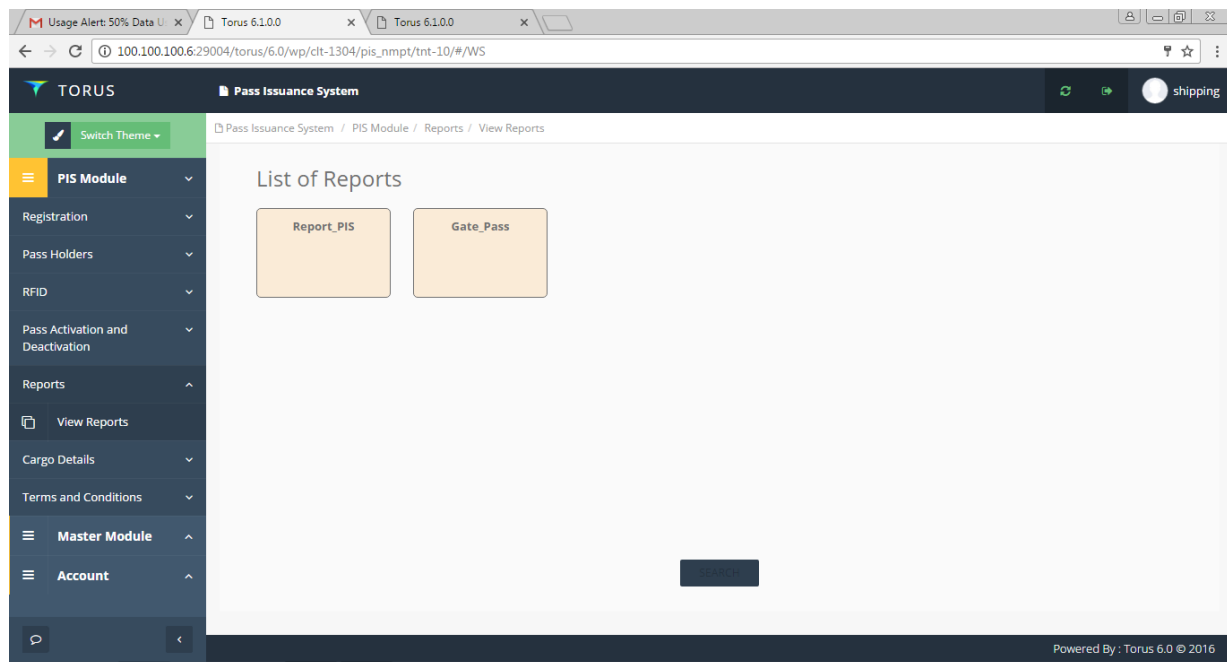 Usage Alert: 50% Data U
Torus 6.1.0.0
Torus 6.1.0.0
100.100.100.6:29004/torus/6.0/wp/clt-1304/pis_nmpt/tnt-10/#/WS
TORUS
Pass Issuance System
shipping
Switch Theme
Pass Issuance System / PIS Module / Reports / View Reports
PIS Module
Registration
Pass Holders
RFID
Pass Activation and
Deactivation
Reports
View Reports
Cargo Details
Terms and Conditions
Master Module
Account
List of Reports
Report_PIS
Gate_Pass
SEARCH
Powered By : Torus 6.0 © 2016